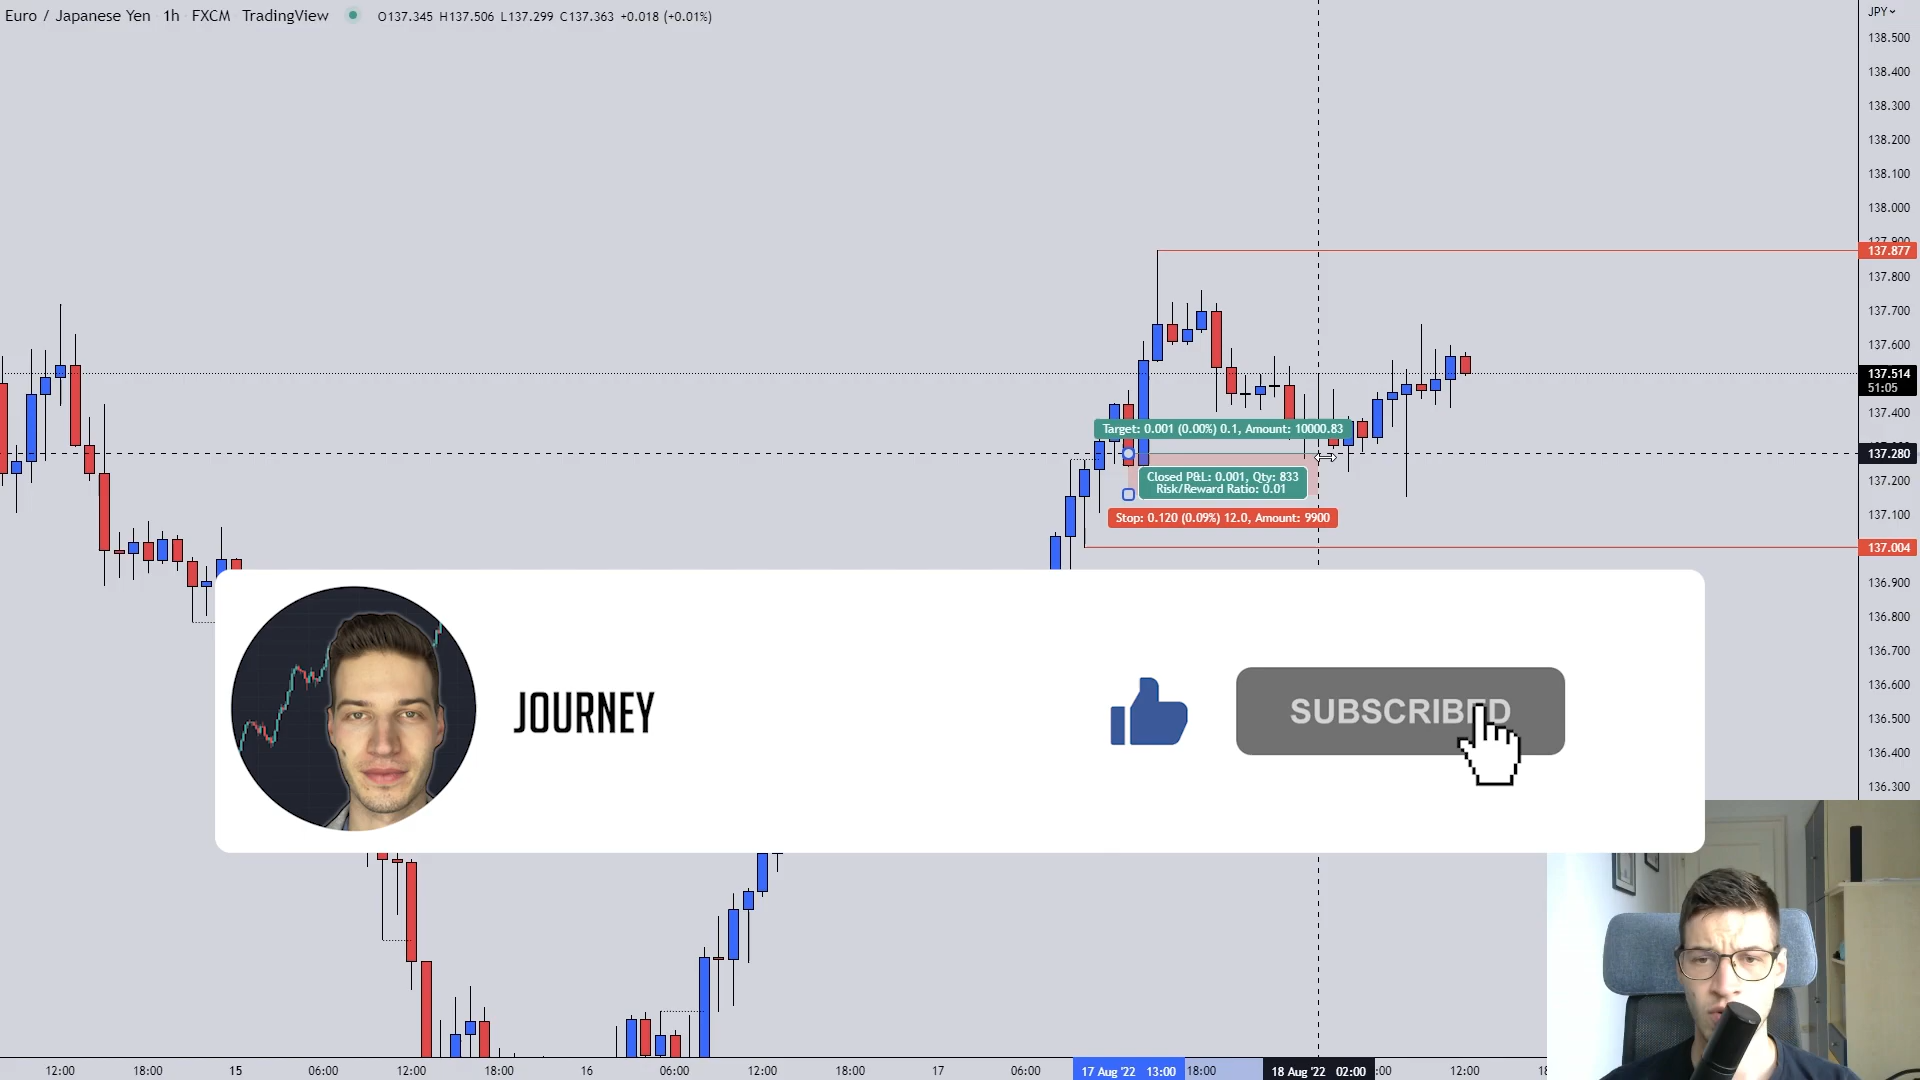 Euro / Japanese Yen 1h FXCM TradingView O137.345 H137.506 L137.299 C137.363 +0.018 (+0.01%)
JPY
138.500
138.400
138.300
138.200
138.100
138.000
137.877
137.800
137.700
137.600
137.514
51:05
137.400
Target: 0.001 (0.00%) 0.1, Amount: 10000.83
137.280
Closed P&L: 0.001, Qty: 833
Risk/Reward Ratio: 0.01
137.200
Stop: 0.120 (0.09%) 12.0, Amount: 9900
137.100
137.004
136.900
136.800
136.700
136.600
136.500
136.400
136.300
JOURNEY
SUBSCRIBED
12:00 18:00 15 06:00 12:00 18:00 16 06:00 12:00 18:00 17 06:00 17 Aug '22 13:00 18:00 18 Aug '22 02:00 :00 12:00